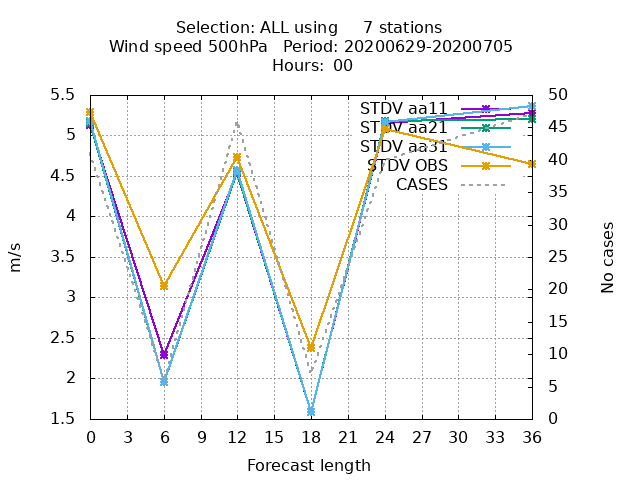 Selection: ALL using     7 stations
Wind speed 500hPa   Period: 20200629-20200705
Hours:  00
5.5
5
4.5
4
3.5
3
2.5
2
1.5
m/s
50
45
40
35
30
25
20
15
10
5
0
No cases
STDV aa11
STDV aa21
STDV aa31
STDV OBS
CASES
0 3 6 9 12 15 18 21 24 27 30 33 36
Forecast length